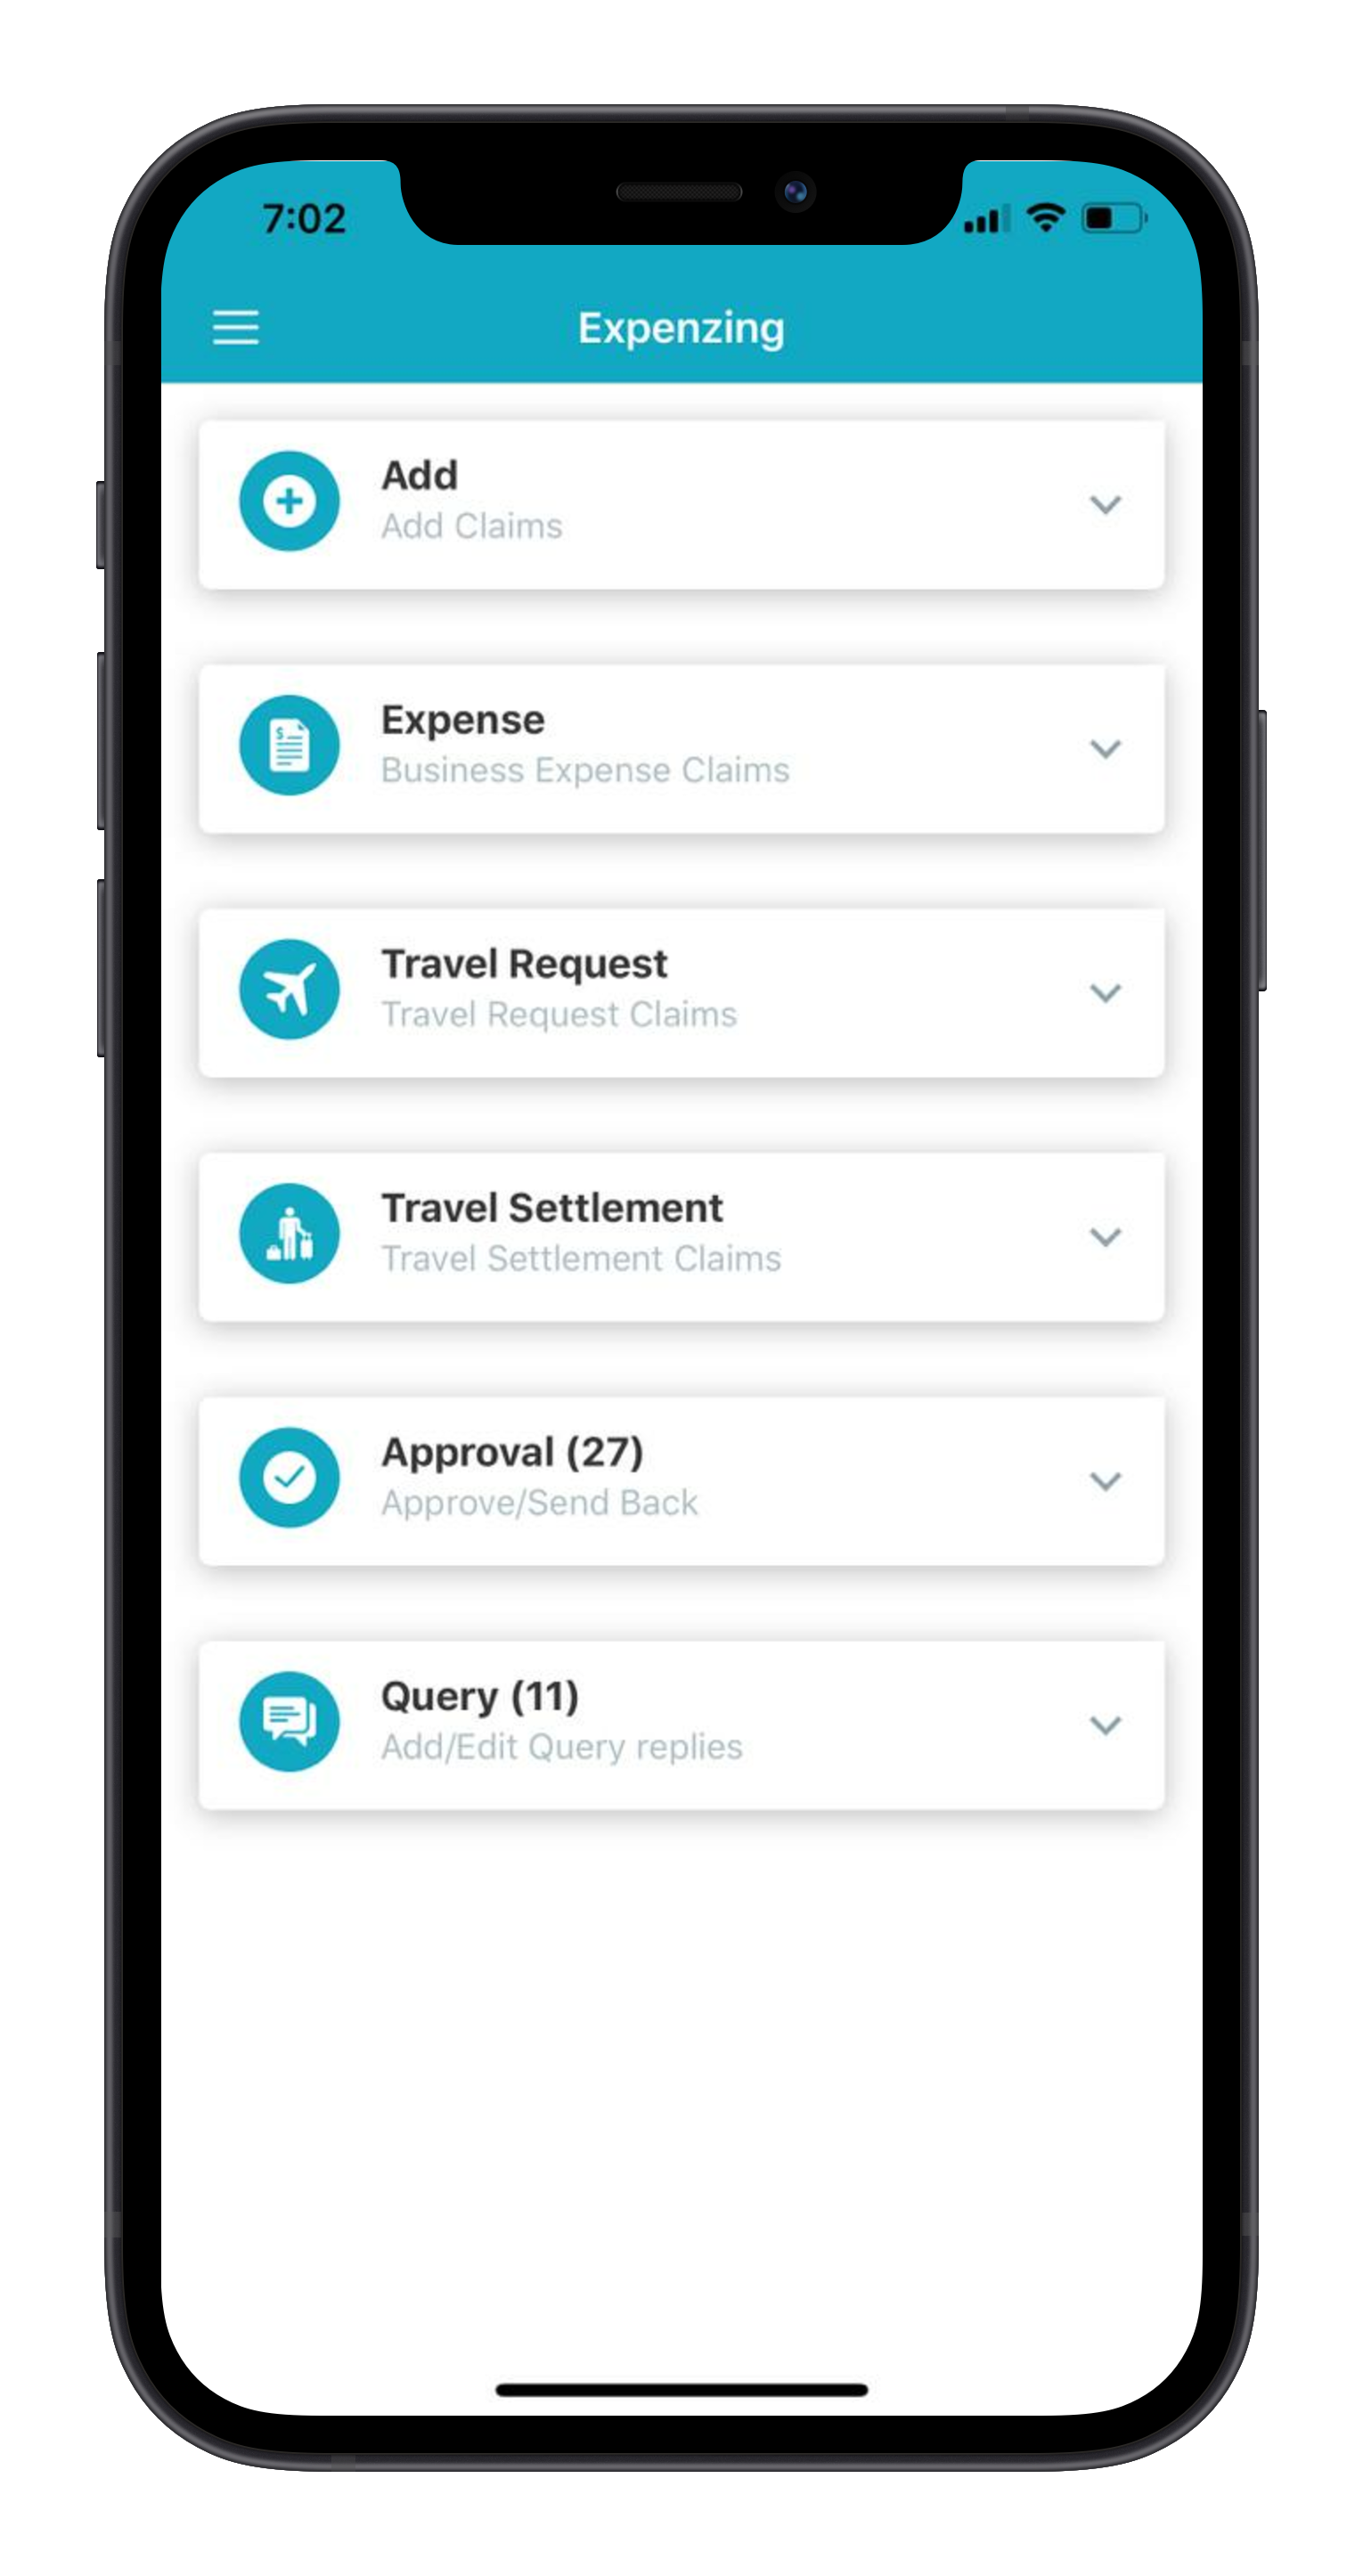 7:02
Expenzing
Add
Add Claims
Expense
Business Expense Claims
Travel Request
Travel Request Claims
Travel Settlement
Travel Settlement Claims
Approval (27)
Approve/Send Back
Query (11)
Add/Edit Query replies